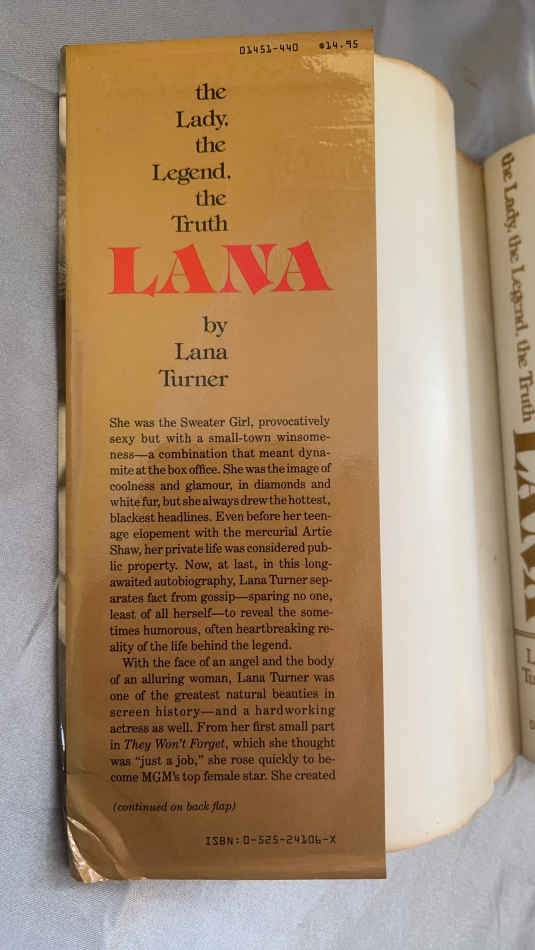 01451-440 $14.95
the
Lady,
the
Legend,
the
Truth
LANA
by
Lana
Turner
She was the Sweater Girl, provocatively
sexy but with a small-town winsome-
ness—a combination that meant dyna-
mite at the box office. She was the image of
coolness and glamour, in diamonds and
white fur, but she always drew the hottest,
blackest headlines. Even before her teen-
age elopement with the mercurial Artie
Shaw, her private life was considered pub-
lic property. Now, at last, in this long-
awaited autobiography, Lana Turner sep-
arates fact from gossip—sparing no one,
least of all herself—to reveal the some-
times humorous, often heartbreaking re-
ality of the life behind the legend.
With the face of an angel and the body
of an alluring woman, Lana Turner was
one of the greatest natural beauties in
screen history—and a hardworking
actress as well. From her first small part
in They Won't Forget, which she thought
was "just a job," she rose quickly to be-
come MGM's top female star. She created
(continued on back flap)
ISBN: 0-525-24106-X
the Lady, the Legend, the Truth
LANA